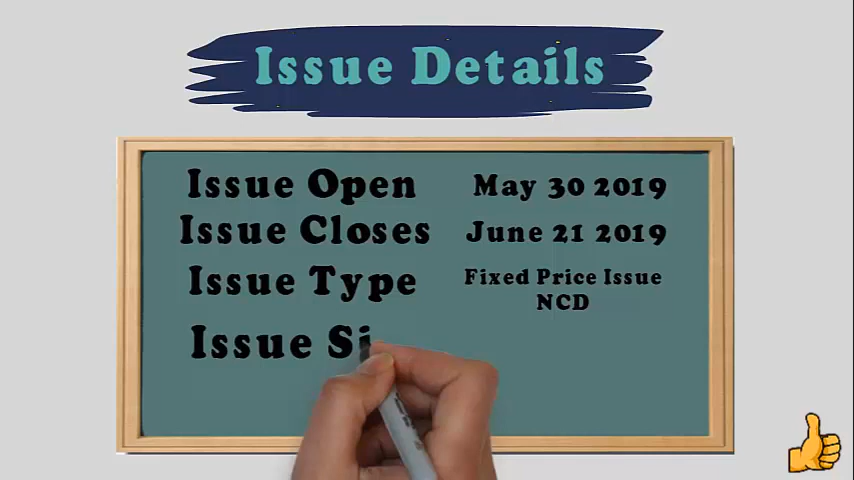 Issue Details
Issue Open May 30 2019
Issue Closes June 21 2019
Issue Type Fixed Price Issue
NCD
Issue Si